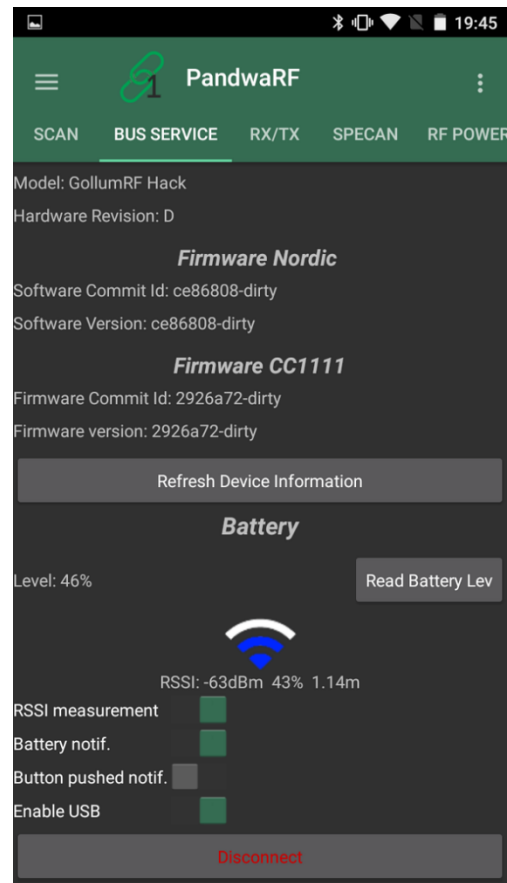 19:45
1
PandwaRF
SCAN BUS SERVICE RX/TX SPECAN RF POWER
Model: GollumRF Hack
Hardware Revision: D
Firmware Nordic
Software Commit Id: ce86808-dirty
Software Version: ce86808-dirty
Firmware CC1111
Firmware Commit Id: 2926a72-dirty
Firmware version: 2926a72-dirty
Refresh Device Information
Battery
Level: 46% Read Battery Lev
RSSI: -63dBm 43% 1.14m
RSSI measurement
Battery notif.
Button pushed notif.
Enable USB
Disconnect